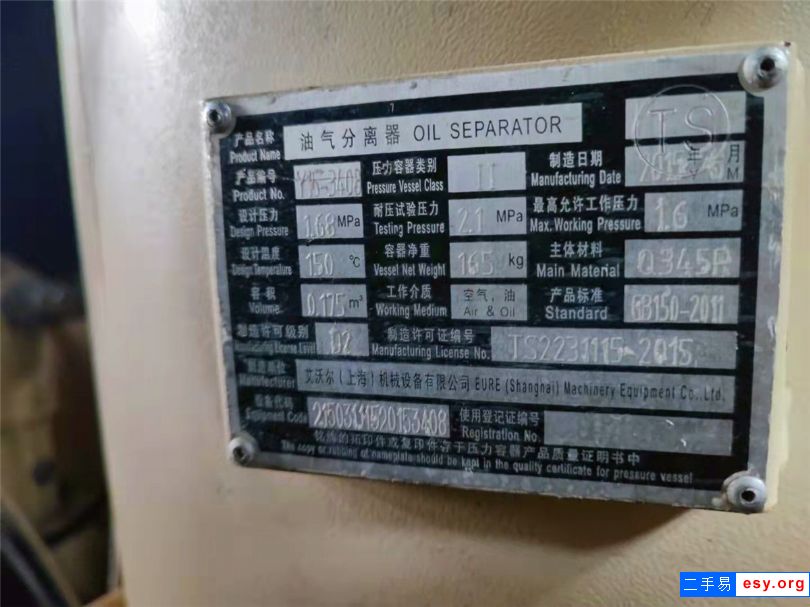 TS
产品名称 油气分离器 OIL SEPARATOR
Product Name
产品编号 压力容器类别 II 制造日期 年 月
Product No. Pressure Vessel Class Manufacturing Date Y M
设计压力 1.68 MPa 耐压试验压力 2.1 MPa 最高允许工作压力 1.6 MPa
Design Pressure Testing Pressure Max.Working Pressure
设计温度 150 ℃ 容器净重 165 kg 主体材料 Q345R
Design Temperature Vessel Net Weight Main Material
容积 0.175 m³ 工作介质 空气，油 产品标准 GB150-2011
Volume Working Medium Air & Oil Standard
制造许可级别 D2 制造许可证编号 TS2231115-2015
Manufacturing License Level Manufacturing License No.
制造单位 艾沃尔（上海）机械设备有限公司 EURE (Shanghai) Machinery Equipment Co.,Ltd.
Manufacturer
设备代码 使用登记证编号
Equipment Code Registration No.
铭牌的拓印件或复印件存于压力容器产品质量证明书中
The copy or rubbing of nameplate should be kept in the quality certificate for pressure vessel
二手易 esy.org